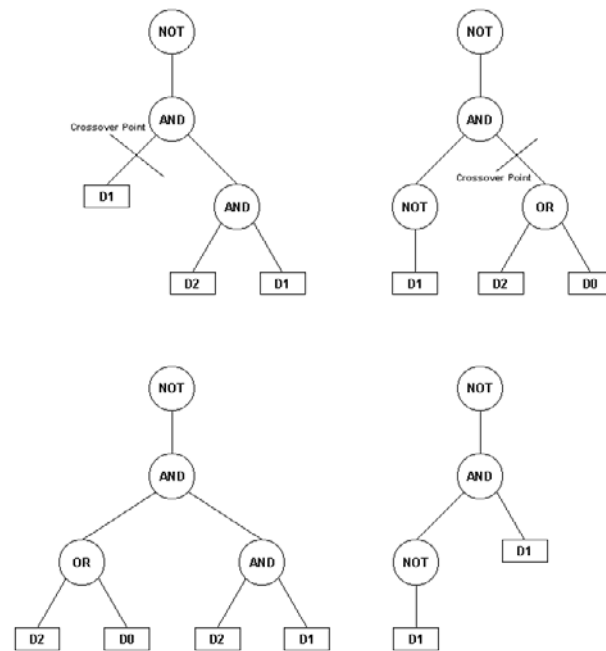 NOT NOT
AND AND
Crossover Point
Crossover Point
D1 AND NOT OR
D2 D1 D1 D2 D0
NOT NOT
AND AND
OR AND NOT D1
D2 D0 D2 D1 D1